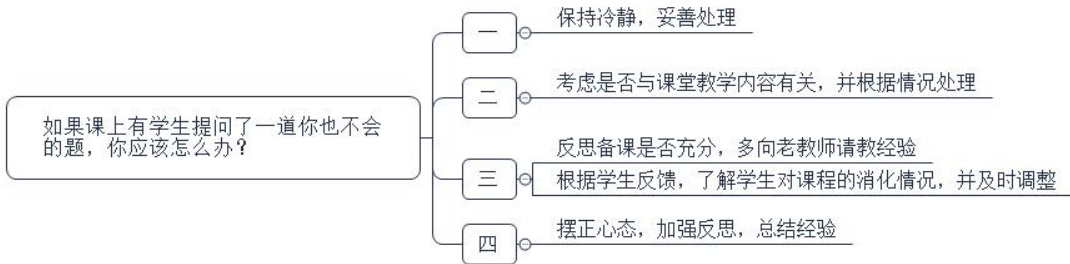 如果课上有学生提问了一道你也不会
的题，你应该怎么办？
一
保持冷静，妥善处理
二
考虑是否与课堂教学内容有关，并根据情况处理
三
反思备课是否充分，多向老教师请教经验
根据学生反馈，了解学生对课程的消化情况，并及时调整
四
摆正心态，加强反思，总结经验